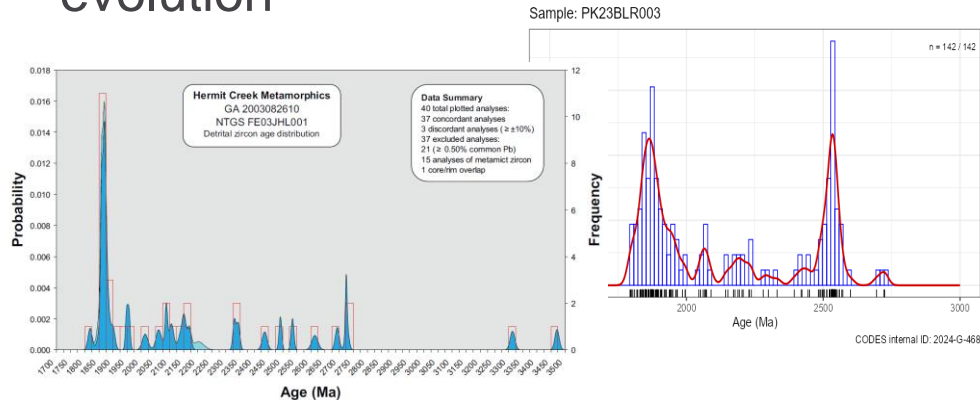 evolution
Sample: PK23BLR003
n = 142 / 142
Hermit Creek Metamorphics
GA 2003082610
NTGS FE03JHL001
Detrital zircon age distribution
Data Summary
40 total plotted analyses:
37 concordant analyses
3 discordant analyses ( ≥ ±10%)
37 excluded analyses:
21 (≥ 0.50% common Pb)
15 analyses of metamict zircon
1 core/rim overlap
Probability
0.018
0.016
0.014
0.012
0.010
0.008
0.006
0.004
0.002
0.000
12
10
8
6
4
2
0
Frequency
1700 1750 1800 1850 1900 1950 2000 2050 2100 2150 2200 2250 2300 2350 2400 2450 2500 2550 2600 2650 2700 2750 2800 2850 2900 2950 3000 3050 3100 3150 3200 3250 3300 3350 3400 3450 3500
Age (Ma)
2000 2500 3000
Age (Ma)
CODES internal ID: 2024-G-468